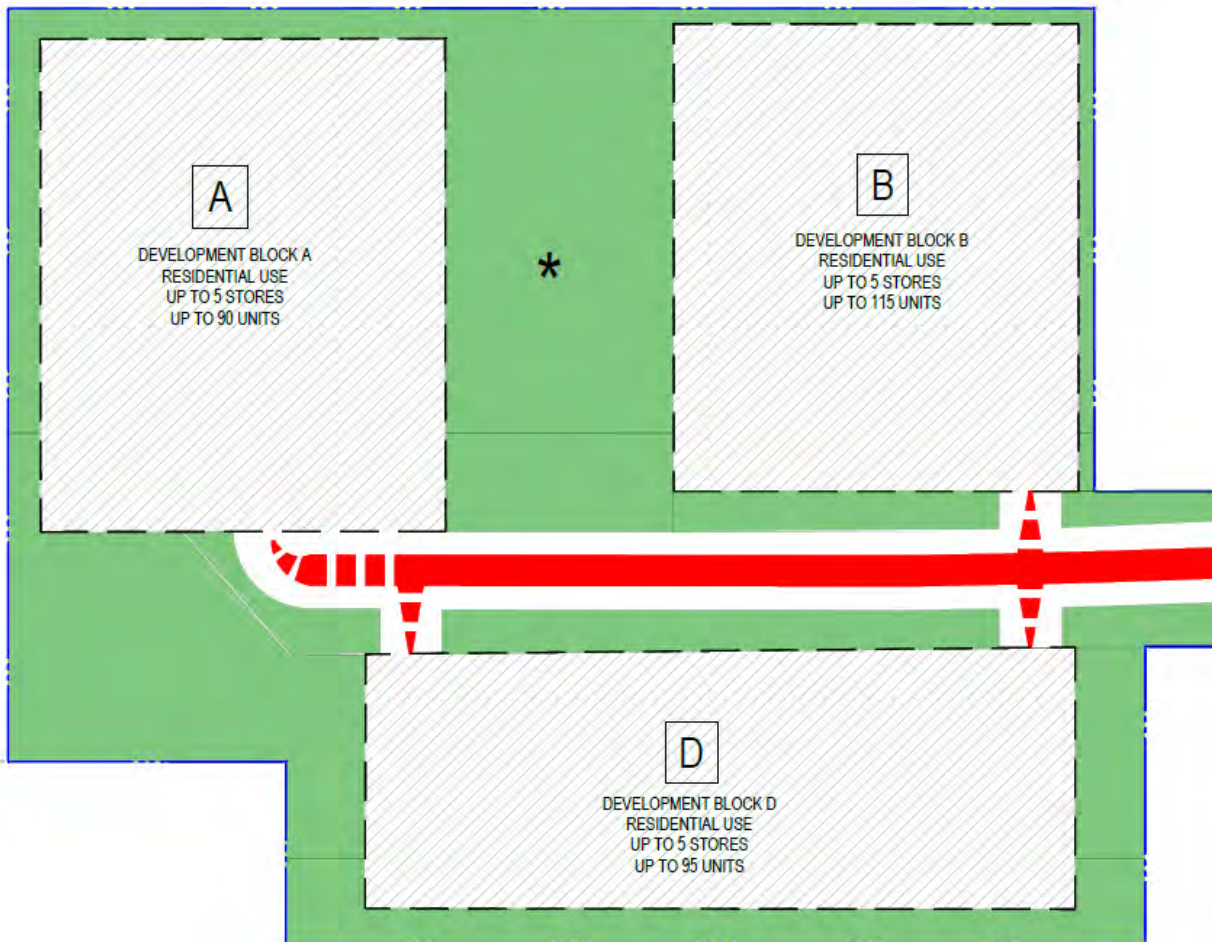 A
DEVELOPMENT BLOCK A
RESIDENTIAL USE
UP TO 5 STORES
UP TO 90 UNITS
*
B
DEVELOPMENT BLOCK B
RESIDENTIAL USE
UP TO 5 STORES
UP TO 115 UNITS
D
DEVELOPMENT BLOCK D
RESIDENTIAL USE
UP TO 5 STORES
UP TO 95 UNITS